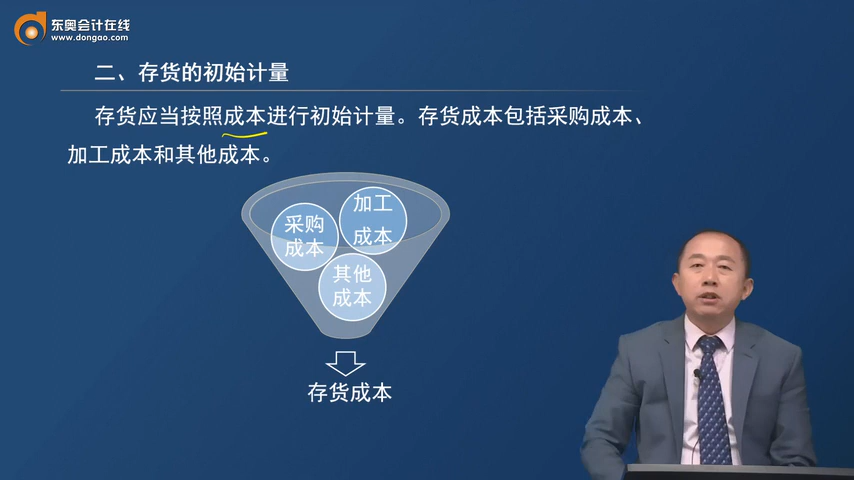 东奥会计在线
www.dongao.com
二、存货的初始计量
存货应当按照成本进行初始计量。存货成本包括采购成本、
加工成本和其他成本。
采购
成本
加工
成本
其他
成本
存货成本